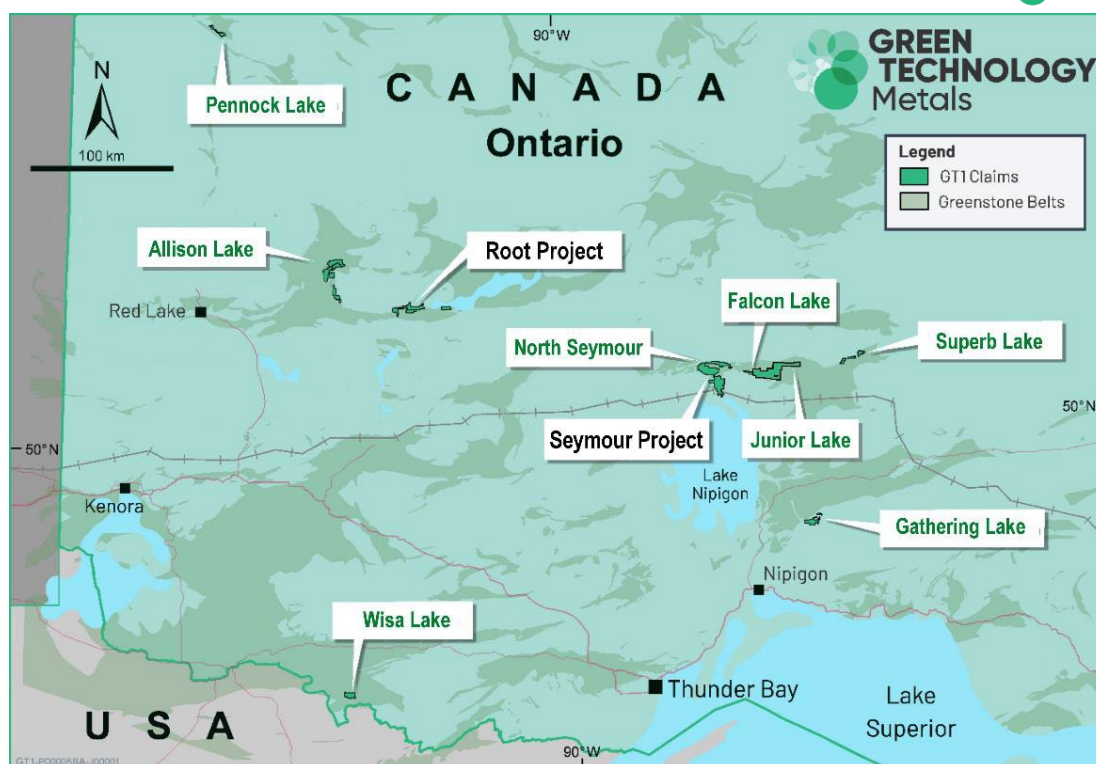 90°W
GREEN
TECHNOLOGY
Metals
N
100 km
Pennock Lake
C A N A D A
Ontario
Legend
GT1 Claims
Greenstone Belts
Allison Lake
Root Project
Red Lake
Falcon Lake
North Seymour
Superb Lake
50°N
Seymour Project
Junior Lake
50°N
Lake
Nipigon
Kenora
Gathering Lake
Nipigon
Wisa Lake
Thunder Bay
Lake
Superior
U S A
90°W